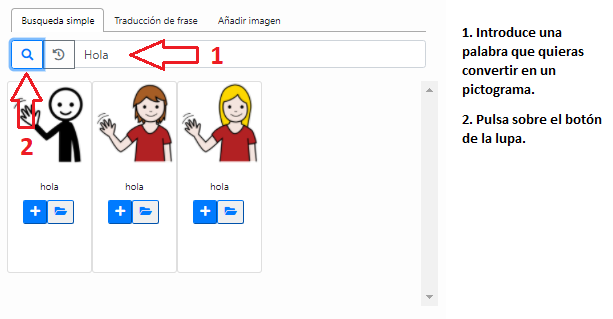 Busqueda simple Traducción de frase Añadir imagen
Hola 1
2
hola hola hola
1. Introduce una
palabra que quieras
convertir en un
pictograma.
2. Pulsa sobre el botón
de la lupa.